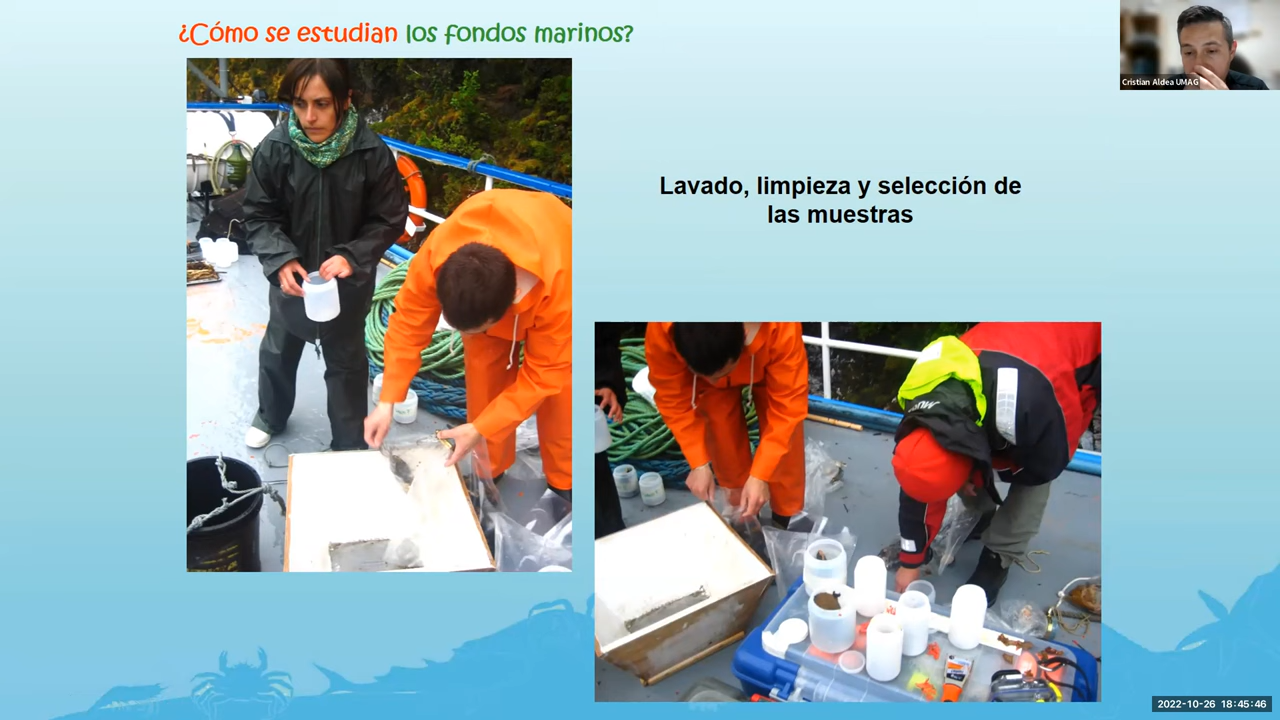 ¿Cómo se estudian los fondos marinos?
Cristian Aldea UMAG
Lavado, limpieza y selección de
las muestras
2022-10-26 18:45:46